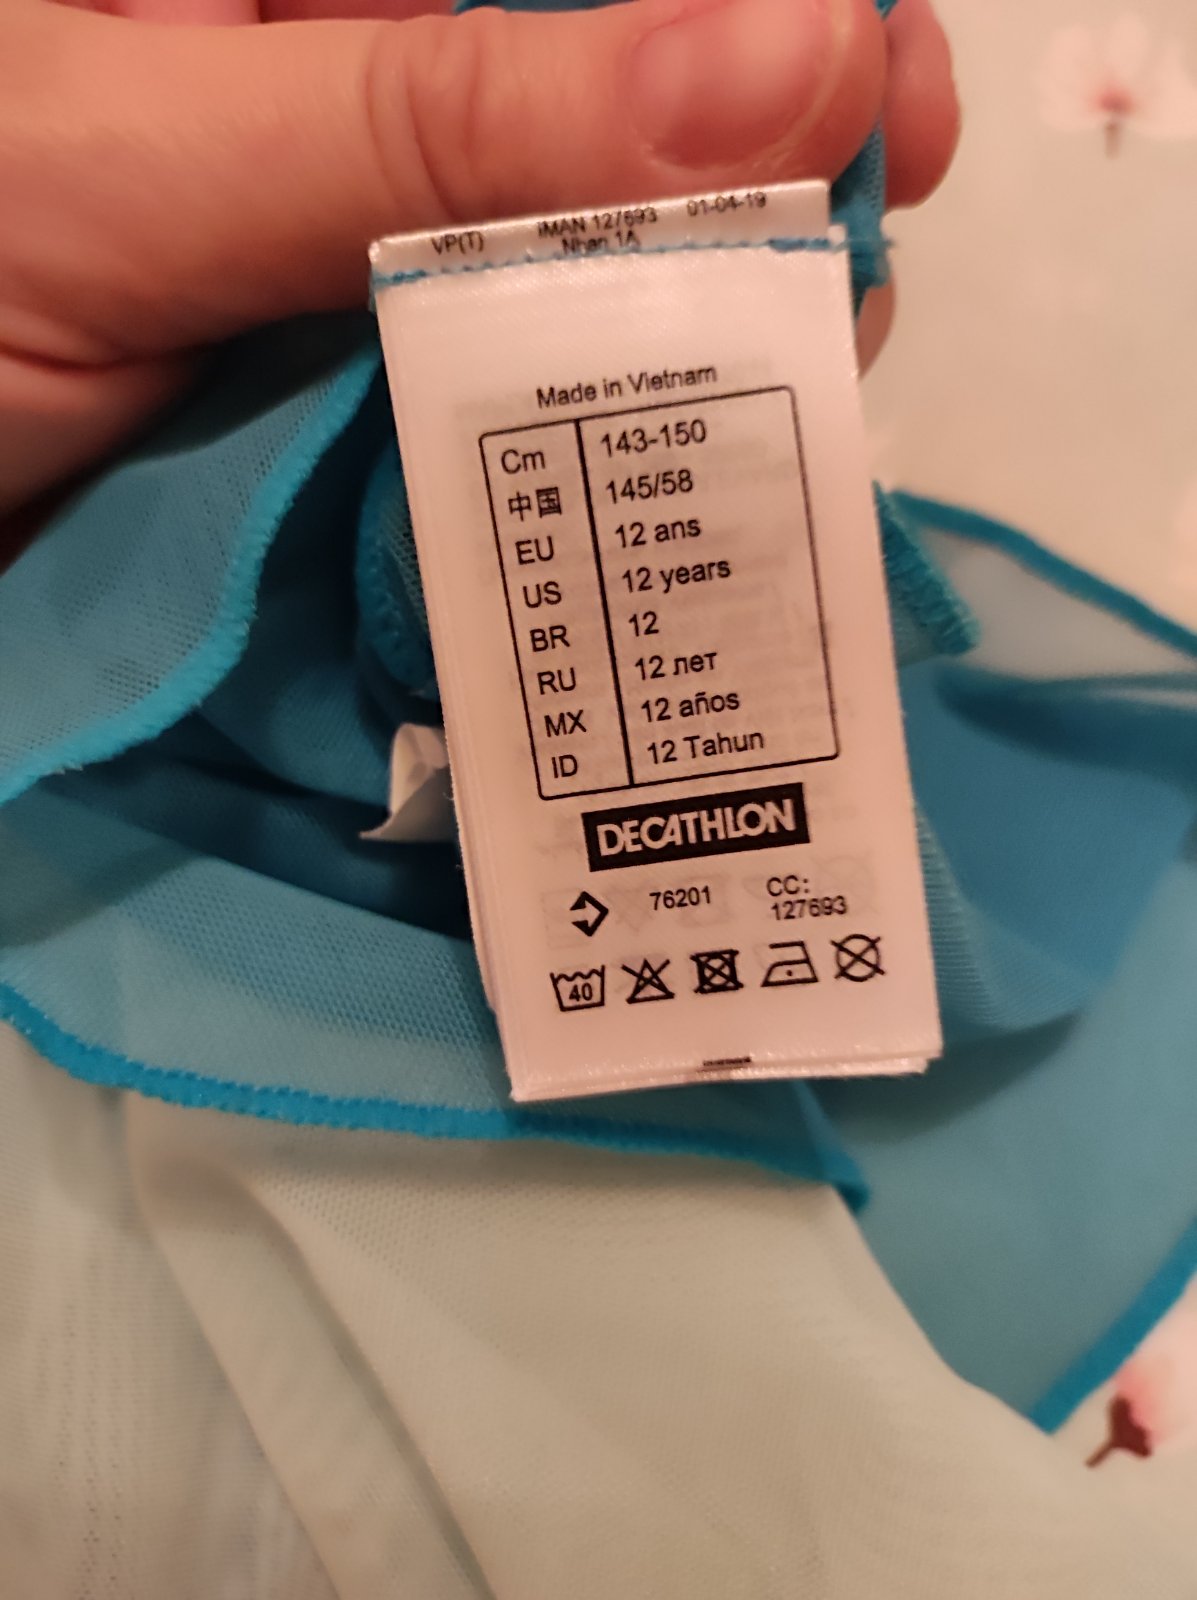 VP(T) IMAN 127693 01-04-19
Nhan 1A
Made in Vietnam
Cm 143-150
中国 145/58
EU 12 ans
US 12 years
BR 12
RU 12 лет
MX 12 años
ID 12 Tahun
DECATHLON
76201 CC:
127693
40